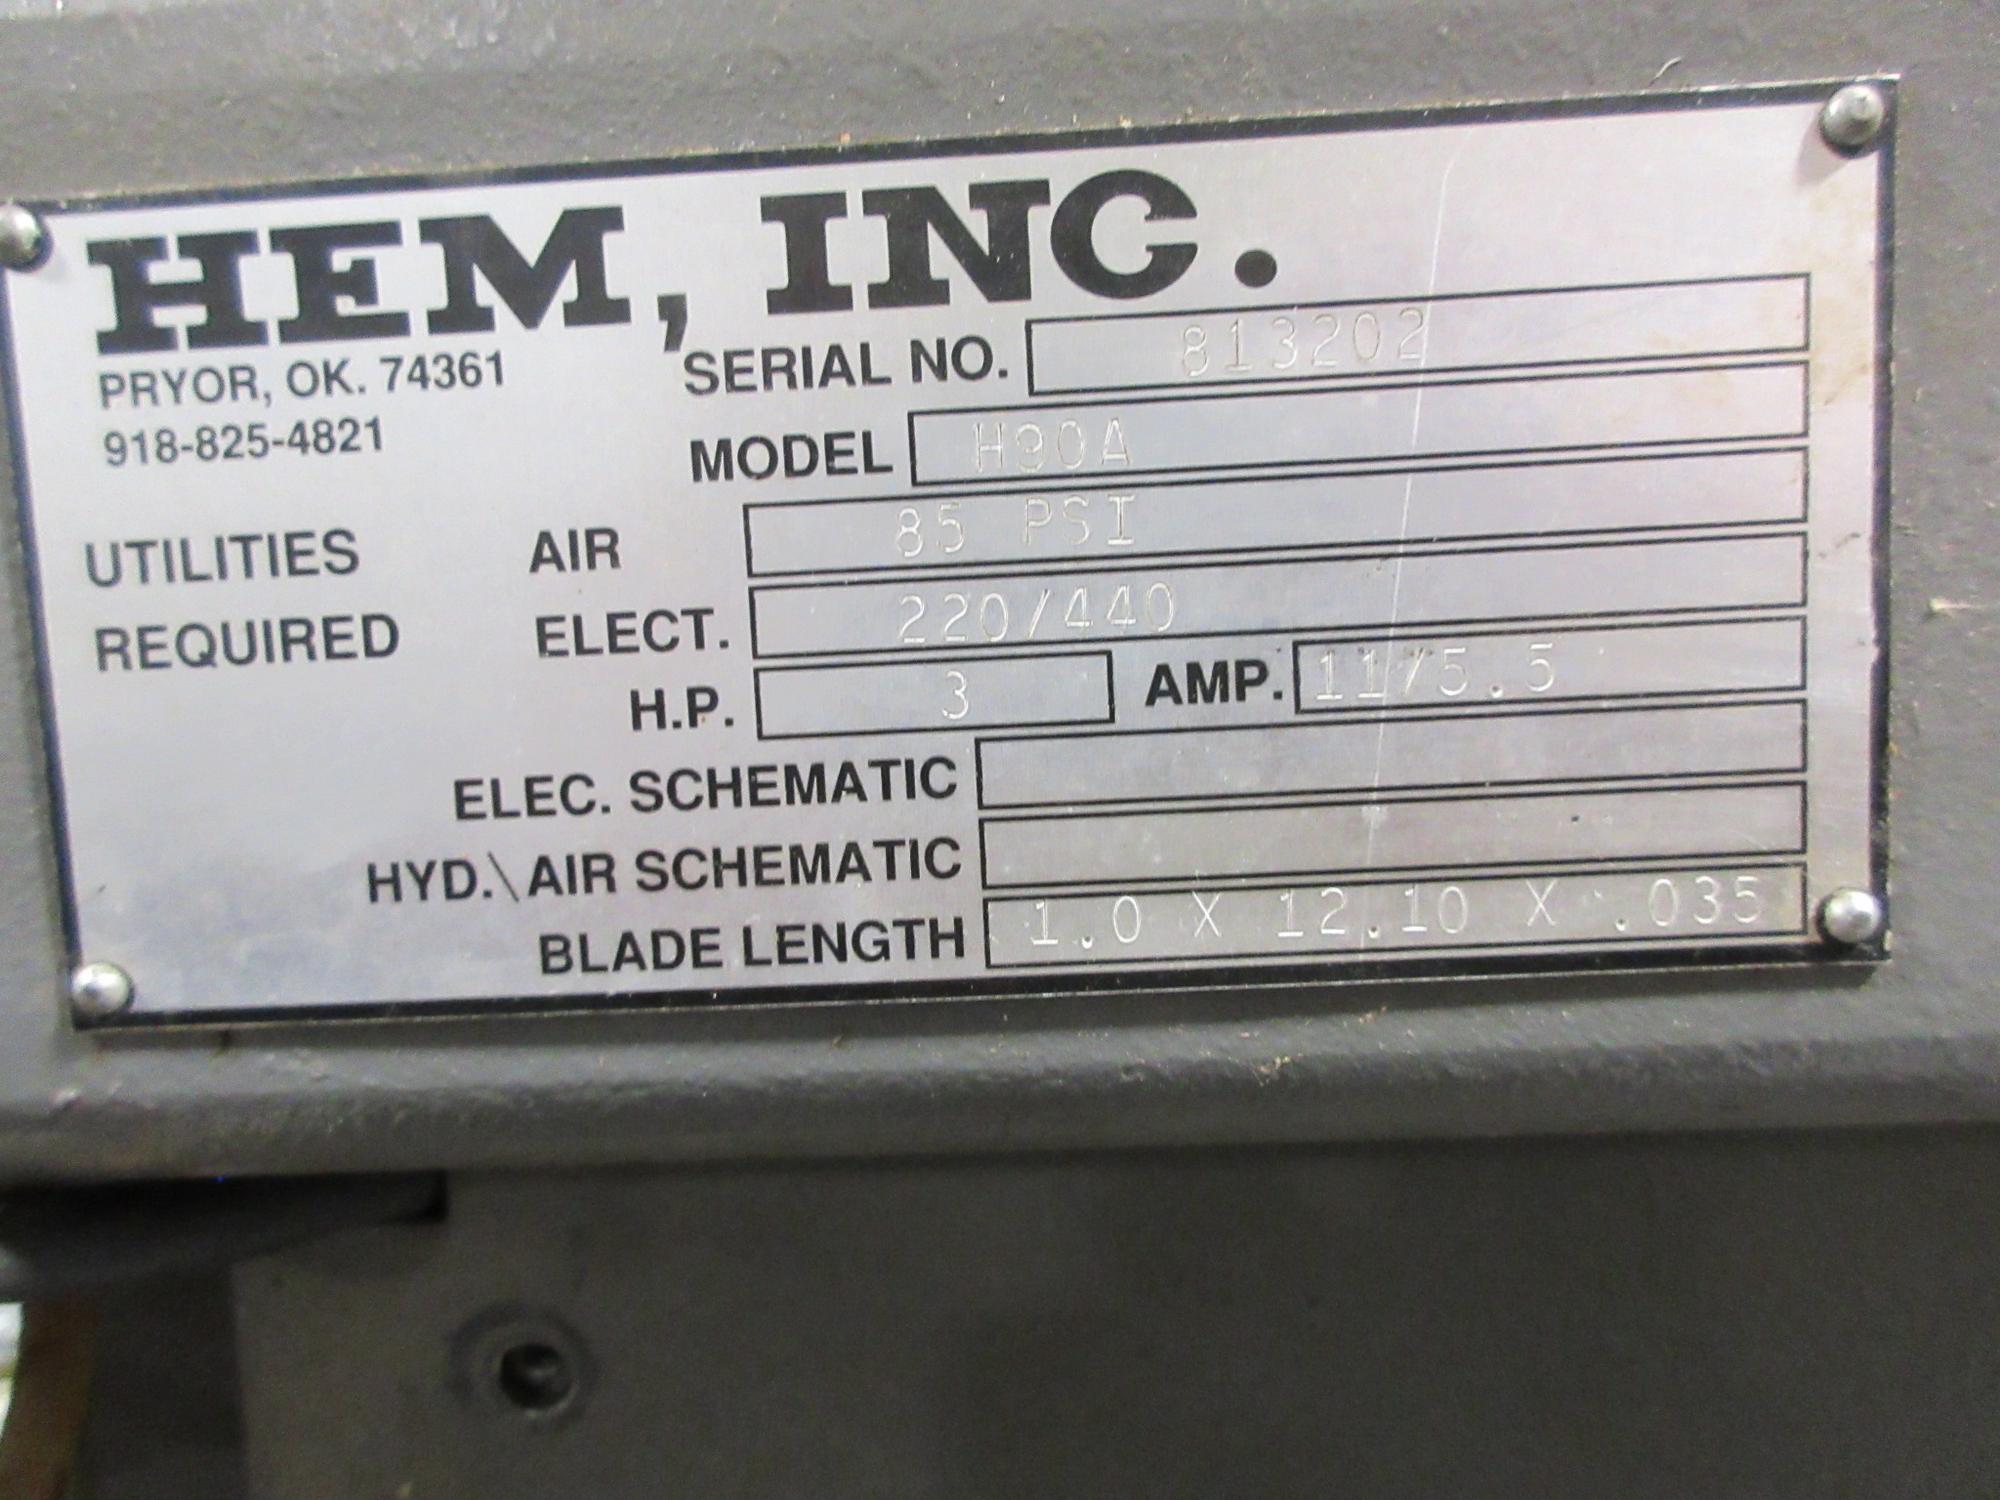 HEM, INC.
PRYOR, OK. 74361
918-825-4821
SERIAL NO. 813202
MODEL H90A
UTILITIES REQUIRED
AIR 85 PSI
ELECT. 220/440
H.P. 3 AMP. 11/5.5
ELEC. SCHEMATIC
HYD.\AIR SCHEMATIC
BLADE LENGTH 1.0 X 12.10 X .035